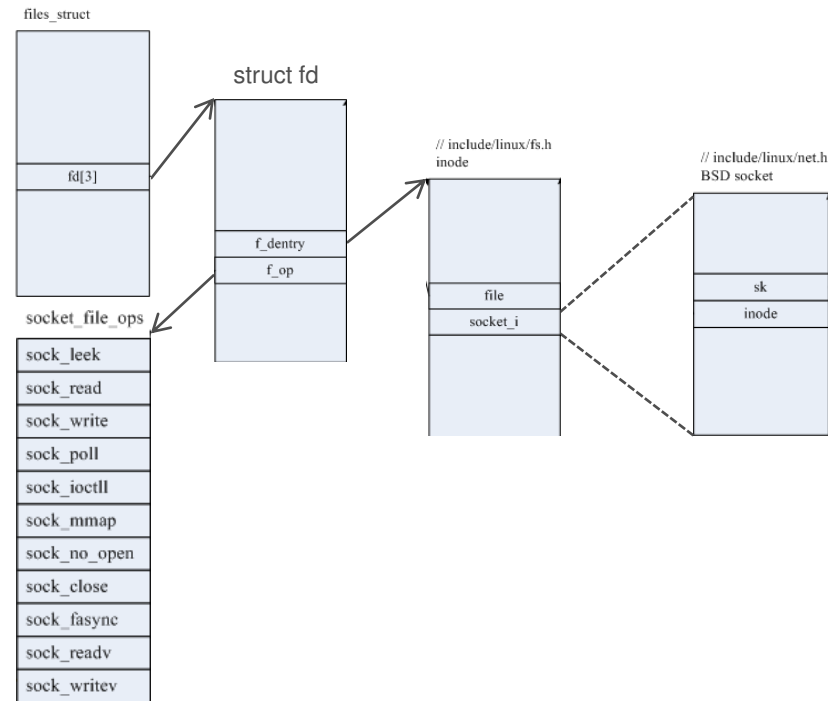 files_struct
fd[3]
struct fd
f_dentry
f_op
// include/linux/fs.h
inode
file
socket_i
// include/linux/net.h
BSD socket
sk
inode
socket_file_ops
sock_leek
sock_read
sock_write
sock_poll
sock_ioctll
sock_mmap
sock_no_open
sock_close
sock_fasync
sock_readv
sock_writev